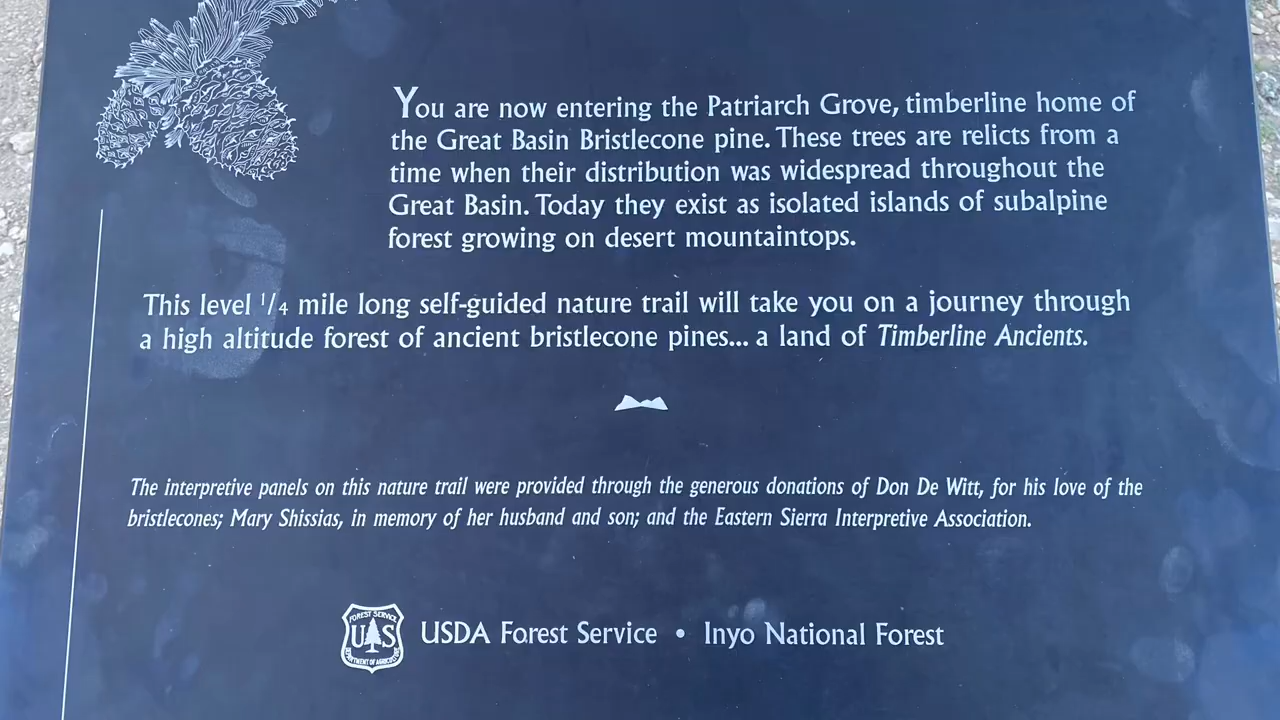 You are now entering the Patriarch Grove, timberline home of
the Great Basin Bristlecone pine. These trees are relicts from a
time when their distribution was widespread throughout the
Great Basin. Today they exist as isolated islands of subalpine
forest growing on desert mountaintops.
This level 1/4 mile long self-guided nature trail will take you on a journey through
a high altitude forest of ancient bristlecone pines... a land of Timberline Ancients.
The interpretive panels on this nature trail were provided through the generous donations of Don De Witt, for his love of the
bristlecones; Mary Shissias, in memory of her husband and son; and the Eastern Sierra Interpretive Association.
FOREST SERVICE
U S
DEPARTMENT OF AGRICULTURE
USDA Forest Service • Inyo National Forest